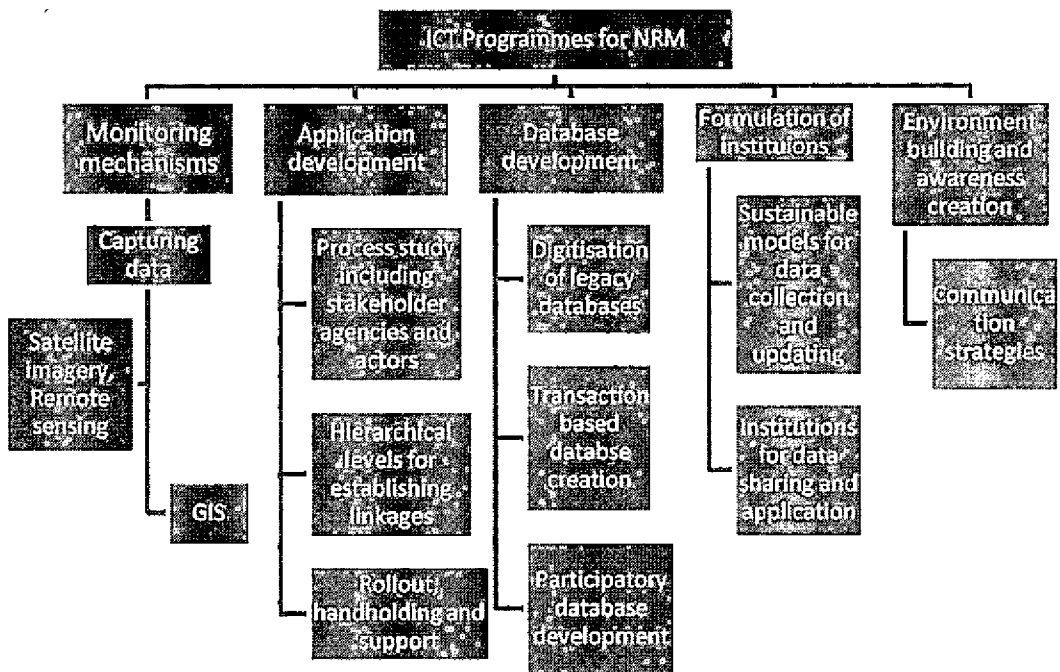 ICT Programmes for NRM
Monitoring
mechanisms
Capturing
data
Satellite
imagery,
Remote
sensing
GIS
Application
development
Process study
including
stakeholder
agencies and
actors
Hierarchical
levels for
establishing
linkages
Rollout,
handholding and
support
Database
development
Digitisation
of legacy
databases
Transaction
based
databse
creation
Participatory
database
development
Formulation of
instituions
Sustainable
models for
data
collection
and
updating
Institutions
for data
sharing and
application
Environment
building and
awareness
creation
Communica
tion
strategies